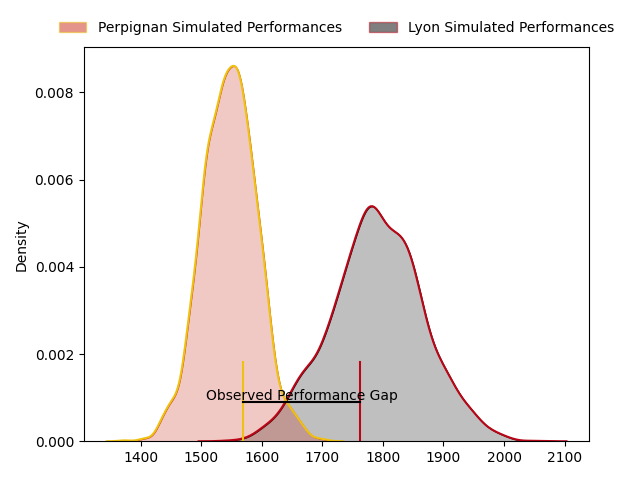 Perpignan Simulated Performances Lyon Simulated Performances
0.008
0.006
0.004
0.002
0.000
Density
Observed Performance Gap
1400 1500 1600 1700 1800 1900 2000 2100